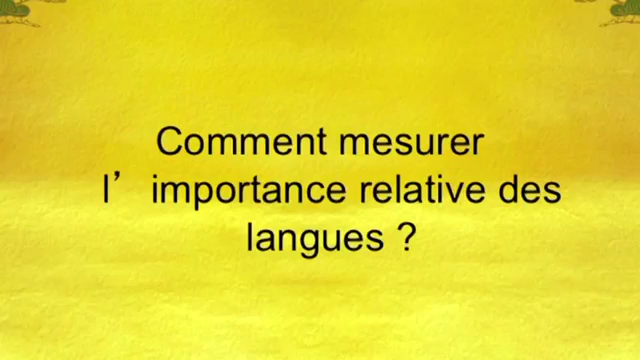 Comment mesurer
l’ importance relative des
langues ?